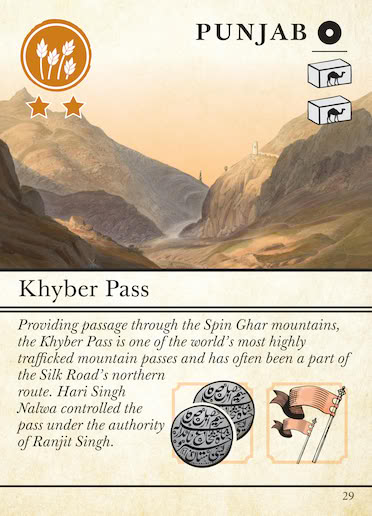 PUNJAB
Khyber Pass
Providing passage through the Spin Ghar mountains,
the Khyber Pass is one of the world's most highly
trafficked mountain passes and has often been a part of
the Silk Road's northern
route. Hari Singh
Nalwa controlled the
pass under the authority
of Ranjit Singh.
29